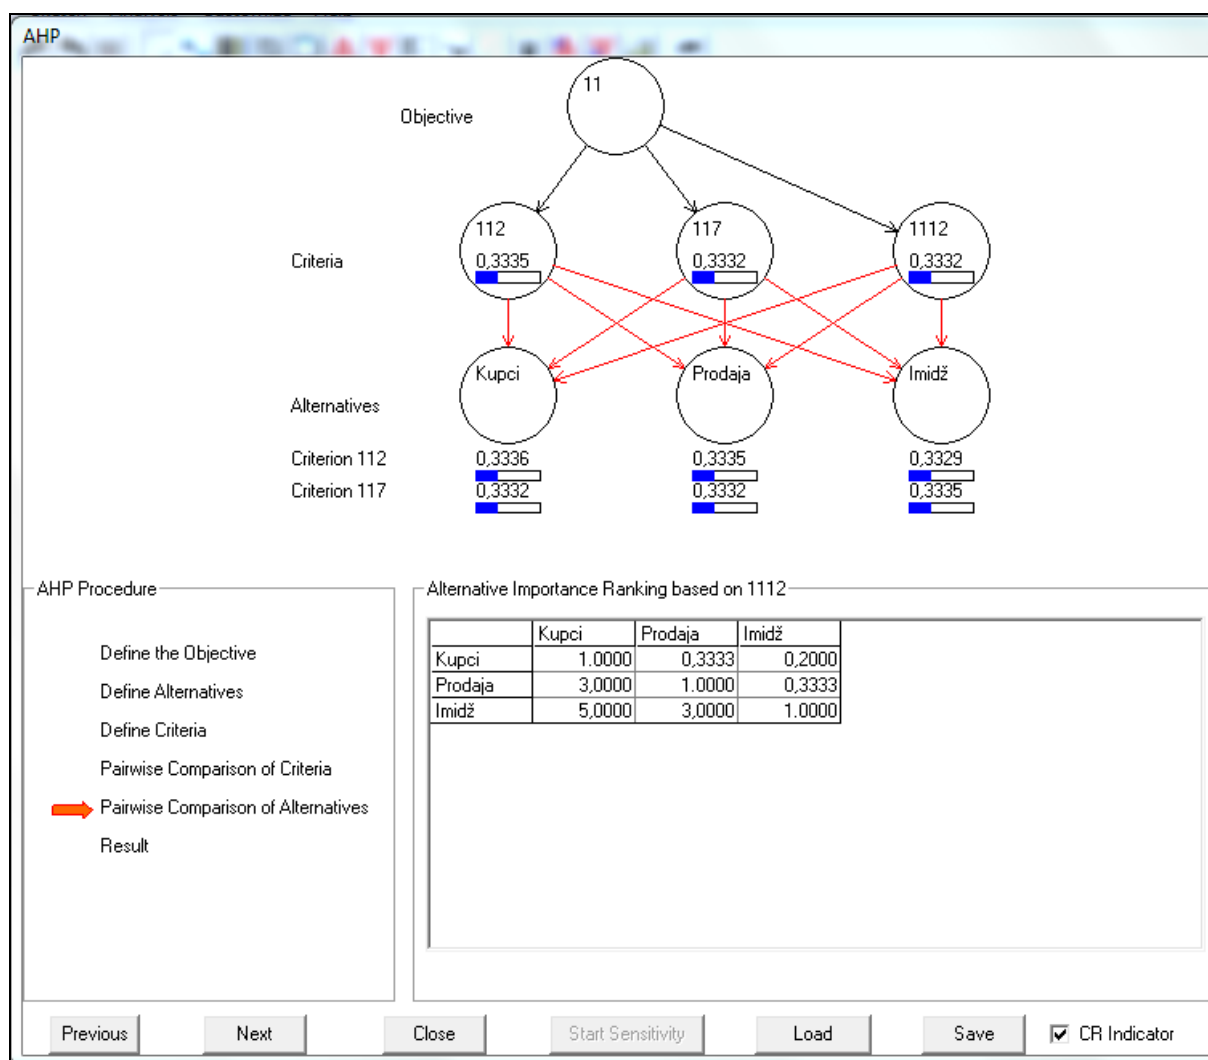 AHP
11
Objective
112 117 1112
Criteria 0,3335 0,3332 0,3332
Kupci Prodaja Imidž
Alternatives
Criterion 112 0,3336 0,3335 0,3329
Criterion 117 0,3332 0,3332 0,3335
AHP Procedure
Define the Objective
Define Alternatives
Define Criteria
Pairwise Comparison of Criteria
Pairwise Comparison of Alternatives
Result
Alternative Importance Ranking based on 1112
Kupci Prodaja Imidž
Kupci 1.0000 0,3333 0,2000
Prodaja 3,0000 1.0000 0,3333
Imidž 5,0000 3,0000 1.0000
Previous Next Close Start Sensitivity Load Save CR Indicator